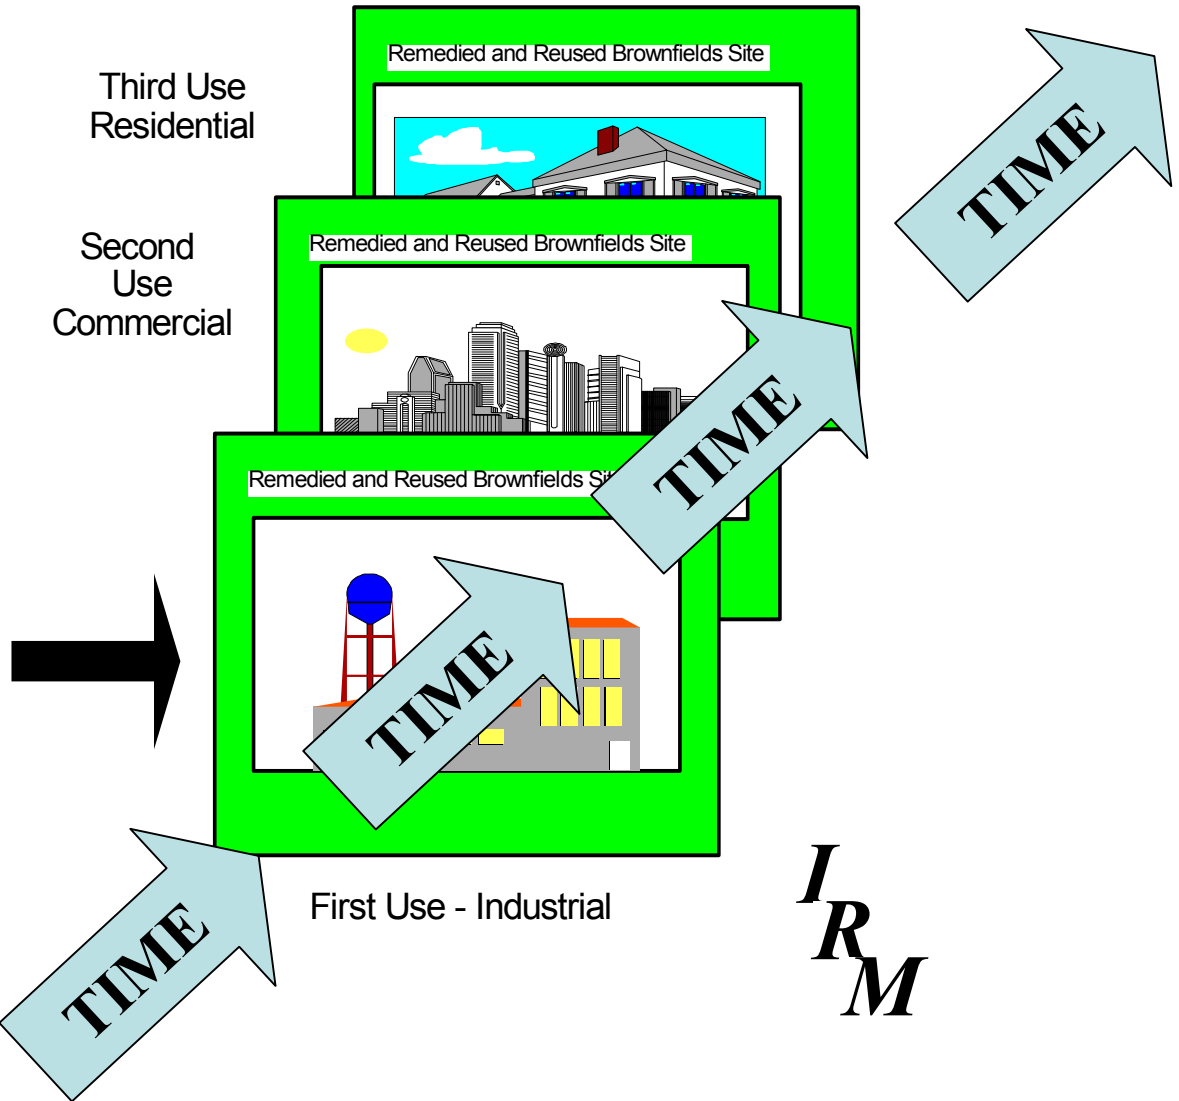 Remedied and Reused Brownfields Site
Third Use
Residential
TIME
Second
Use
Commercial
Remedied and Reused Brownfields Site
TIME
Remedied and Reused Brownfields
TIME
First Use - Industrial
TIME
I
R
M